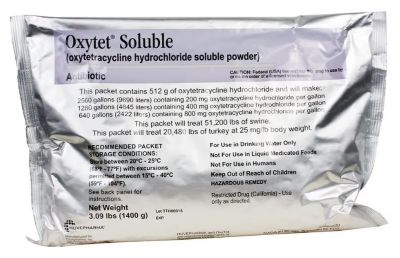 Oxytet® Soluble
(oxytetracycline hydrochloride soluble powder)
Antibiotic
CAUTION: Federal (USA) law restricts this drug to use
by or on the order of a licensed
This packet contains 512 g of oxytetracycline hydrochloride and will make:
2560 gallons (9690 liters) containing 200 mg oxytetracycline hydrochloride per gallon
1280 gallons (4845 liters) containing 400 mg oxytetracycline hydrochloride per gallon
640 gallons (2422 liters) containing 800 mg oxytetracycline hydrochloride per gallon
This packet will treat 51,200 lbs of swine.
This packet will treat 20,480 lbs of turkey at 25 mg/lb body weight.
RECOMMENDED PACKET
STORAGE CONDITIONS:
Store between 20°C - 25°C
(68°F - 77°F) with excursions
permitted between 15°C - 40°C
(59°F - 104°F).
See back panel for
instructions.
Net Weight
3.09 lbs (1400 g)
For Use in Drinking Water Only
Not For Use in Liquid Medicated Feeds
Not For Use in Humans
Keep Out of Reach of Children
HAZARDOUS REMEDY
Restricted Drug (California) - Use
only as directed.
HUVEPHARMA
Lot
EXP